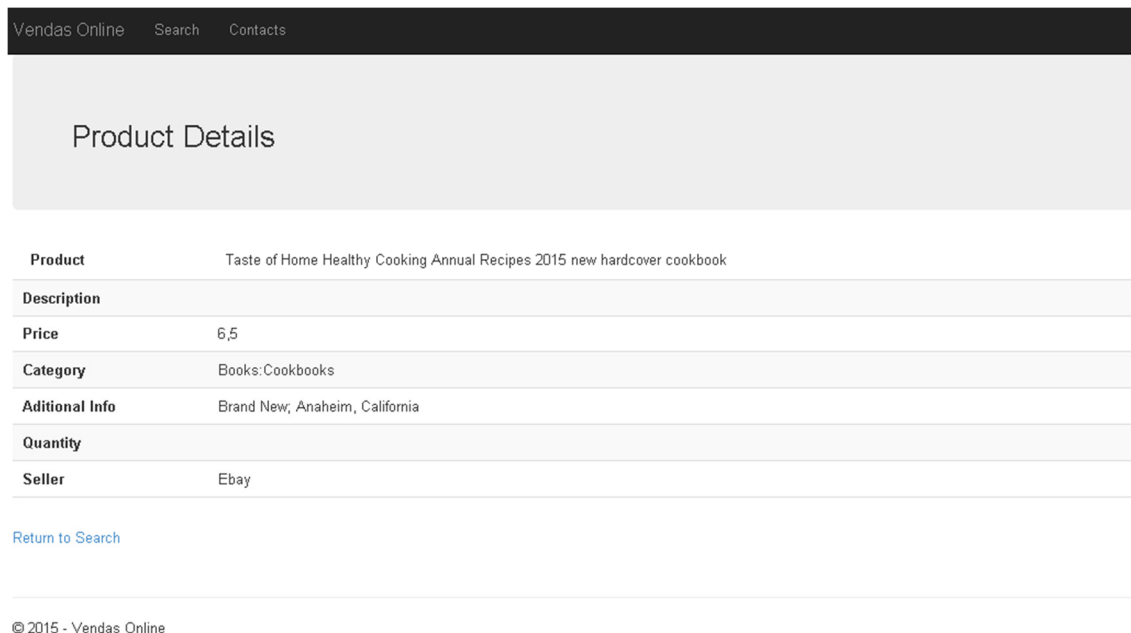 Vendas Online Search Contacts
Product Details
Product Taste of Home Healthy Cooking Annual Recipes 2015 new hardcover cookbook
Description
Price 6,5
Category Books:Cookbooks
Aditional Info Brand New; Anaheim, California
Quantity
Seller Ebay
Return to Search
© 2015 - Vendas Online